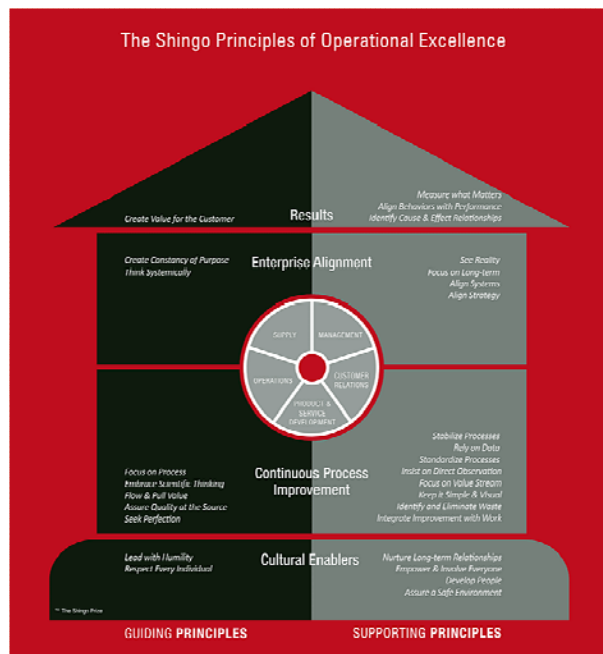 The Shingo Principles of Operational Excellence
Results
Create Value for the Customer
Measure what Matters
Align Behaviors with Performance
Identify Cause & Effect Relationships
Enterprise Alignment
Create Constancy of Purpose
Think Systemically
See Reality
Focus on Long-term
Align Systems
Align Strategy
SUPPLY
MANAGEMENT
OPERATIONS
CUSTOMER
RELATIONS
PRODUCT &
SERVICE
DEVELOPMENT
Continuous Process
Improvement
Focus on Process
Embrace Scientific Thinking
Flow & Pull Value
Assure Quality at the Source
Seek Perfection
Stabilize Processes
Rely on Data
Standardize Processes
Insist on Direct Observation
Focus on Value Stream
Keep it Simple & Visual
Identify and Eliminate Waste
Integrate Improvement with Work
Cultural Enablers
Lead with Humility
Respect Every Individual
Nurture Long-term Relationships
Empower & Involve Everyone
Develop People
Assure a Safe Environment
™ The Shingo Prize
GUIDING PRINCIPLES
SUPPORTING PRINCIPLES